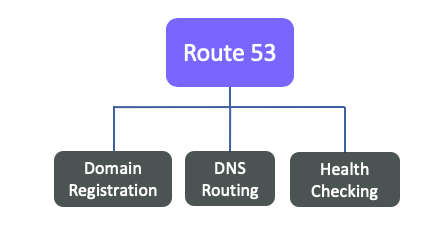 Route 53
Domain
Registration
DNS
Routing
Health
Checking